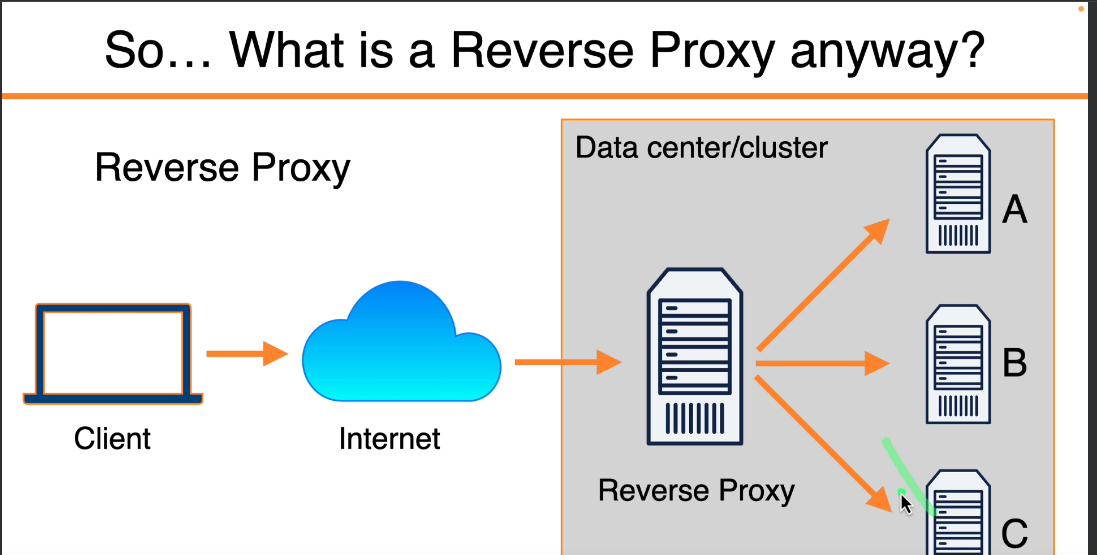 So… What is a Reverse Proxy anyway?
Reverse Proxy
Data center/cluster
A
B
Client
Internet
Reverse Proxy
C